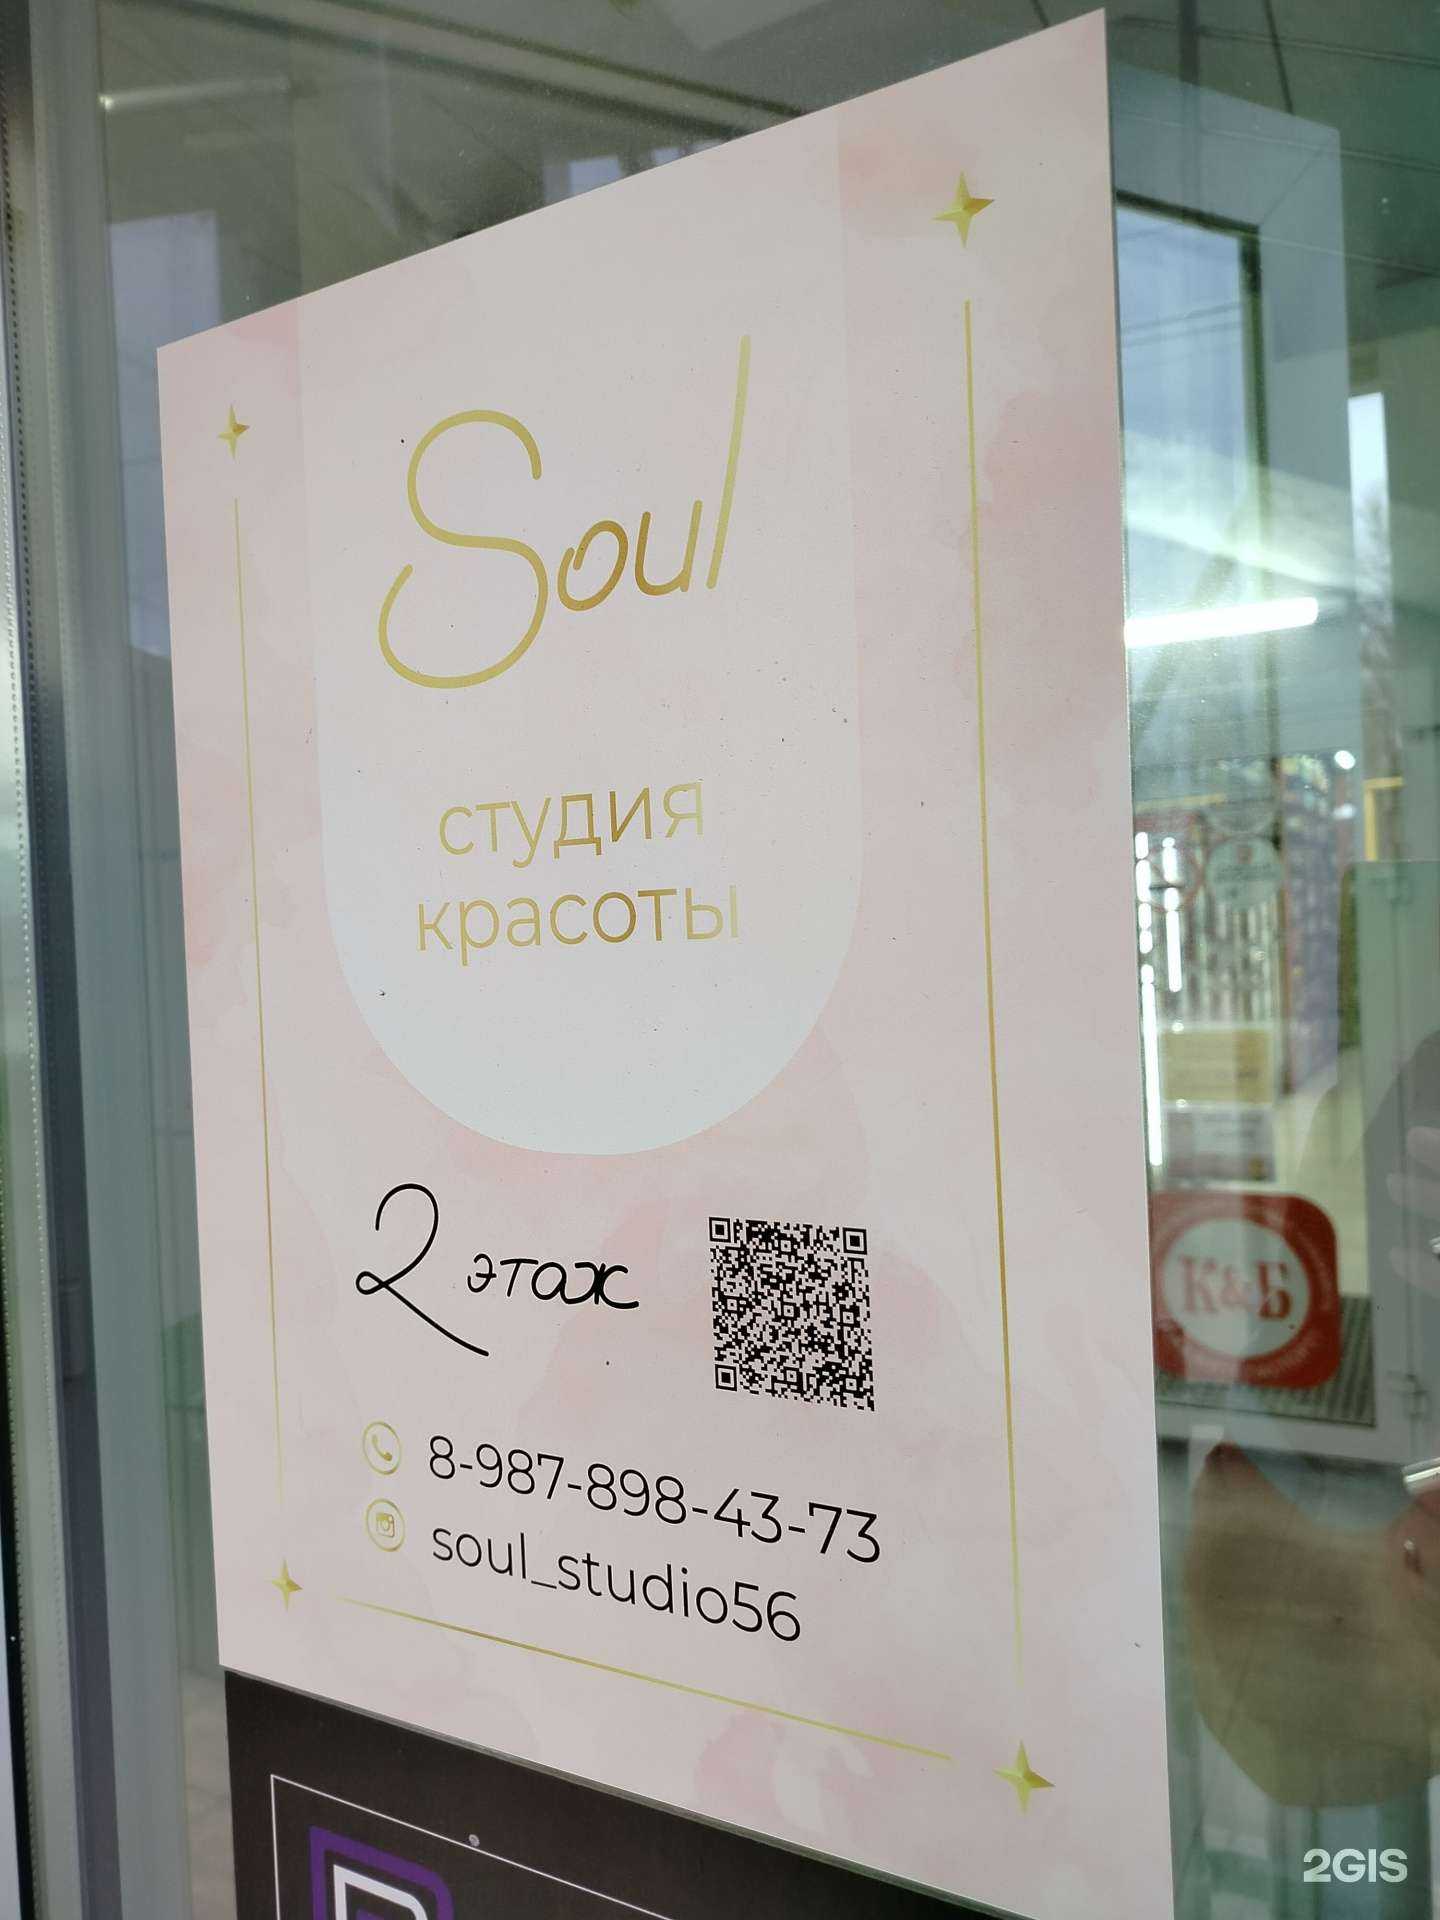 Soul
студия
красоты
2 этаж
8-987-898-43-73
soul_studio56
К&Б
2GIS